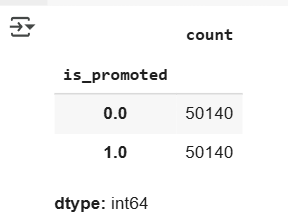 count
is_promoted
0.0 50140
1.0 50140
dtype: int64